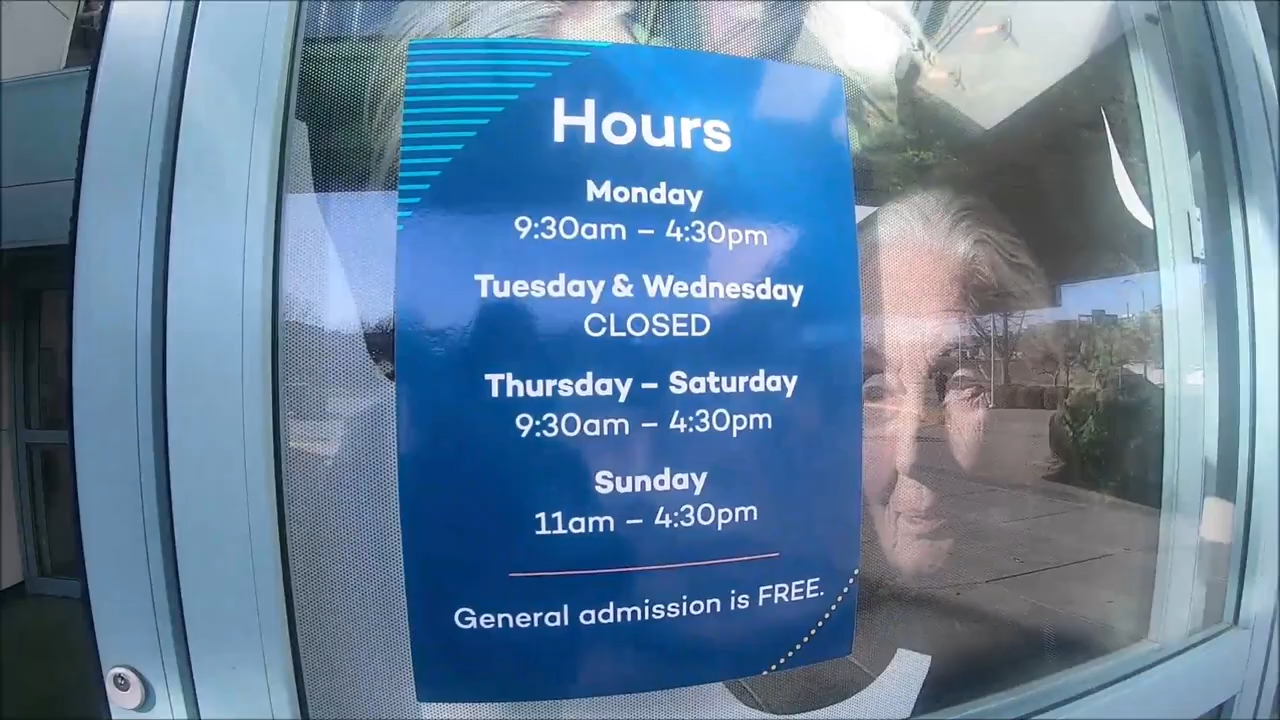 Hours
Monday
9:30am – 4:30pm
Tuesday & Wednesday
CLOSED
Thursday – Saturday
9:30am – 4:30pm
Sunday
11am – 4:30pm
General admission is FREE.